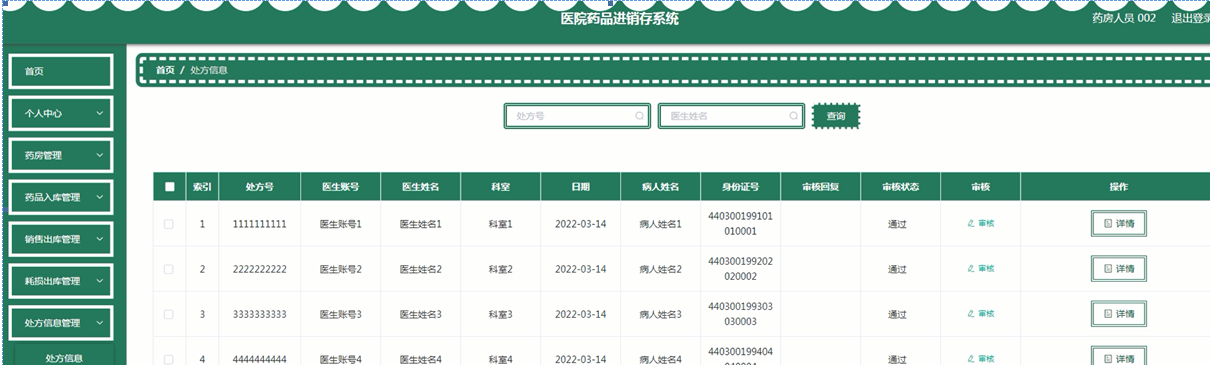 医院药品进销存系统
药房人员 002 退出登录
首页
个人中心
药房管理
药品入库管理
销售出库管理
耗损出库管理
处方信息管理
处方信息
首页 / 处方信息
处方号 医生姓名 查询
索引 处方号 医生账号 医生姓名 科室 日期 病人姓名 身份证号 审核回复 审核状态 审核 操作
1 1111111111 医生账号1 医生姓名1 科室1 2022-03-14 病人姓名1 440300199101 通过 审核 详情
010001
2 2222222222 医生账号2 医生姓名2 科室2 2022-03-14 病人姓名2 440300199202 通过 审核 详情
020002
3 3333333333 医生账号3 医生姓名3 科室3 2022-03-14 病人姓名3 440300199303 通过 审核 详情
030003
4 4444444444 医生账号4 医生姓名4 科室4 2022-03-14 病人姓名4 440300199404 通过 审核 详情